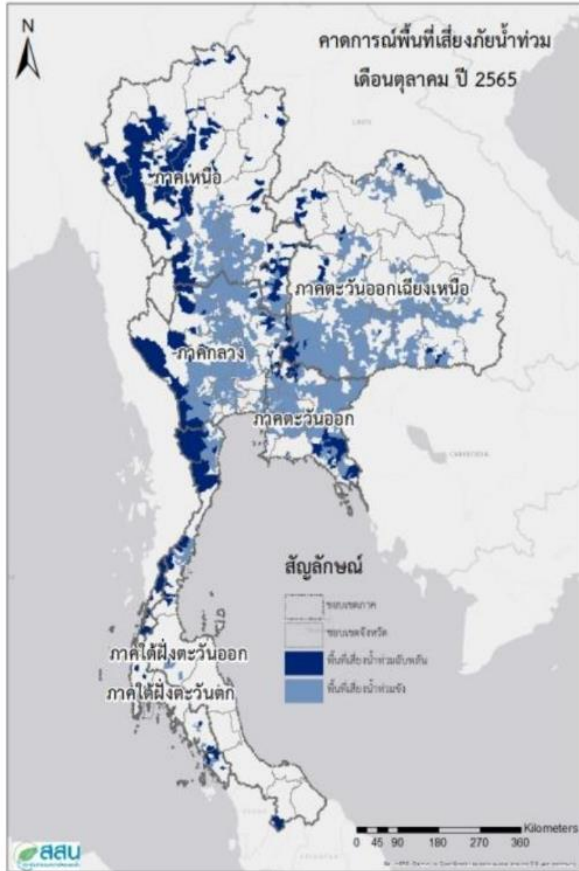 N
คาดการณ์พื้นที่เสี่ยงภัยน้ำท่วม
เดือนตุลาคม ปี 2565
LAOS
ภาคเหนือ
ภาคตะวันออกเฉียงเหนือ
ภาคกลาง
ภาคตะวันออก
CAMBODIA
สัญลักษณ์
ขอบเขตภาค
ขอบเขตจังหวัด
พื้นที่เสี่ยงน้ำท่วมฉับพลัน
พื้นที่เสี่ยงน้ำท่วมขัง
ภาคใต้ฝั่งตะวันออก
ภาคใต้ฝั่งตะวันตก
Kilometers
0 45 90 180 270 360
สสน